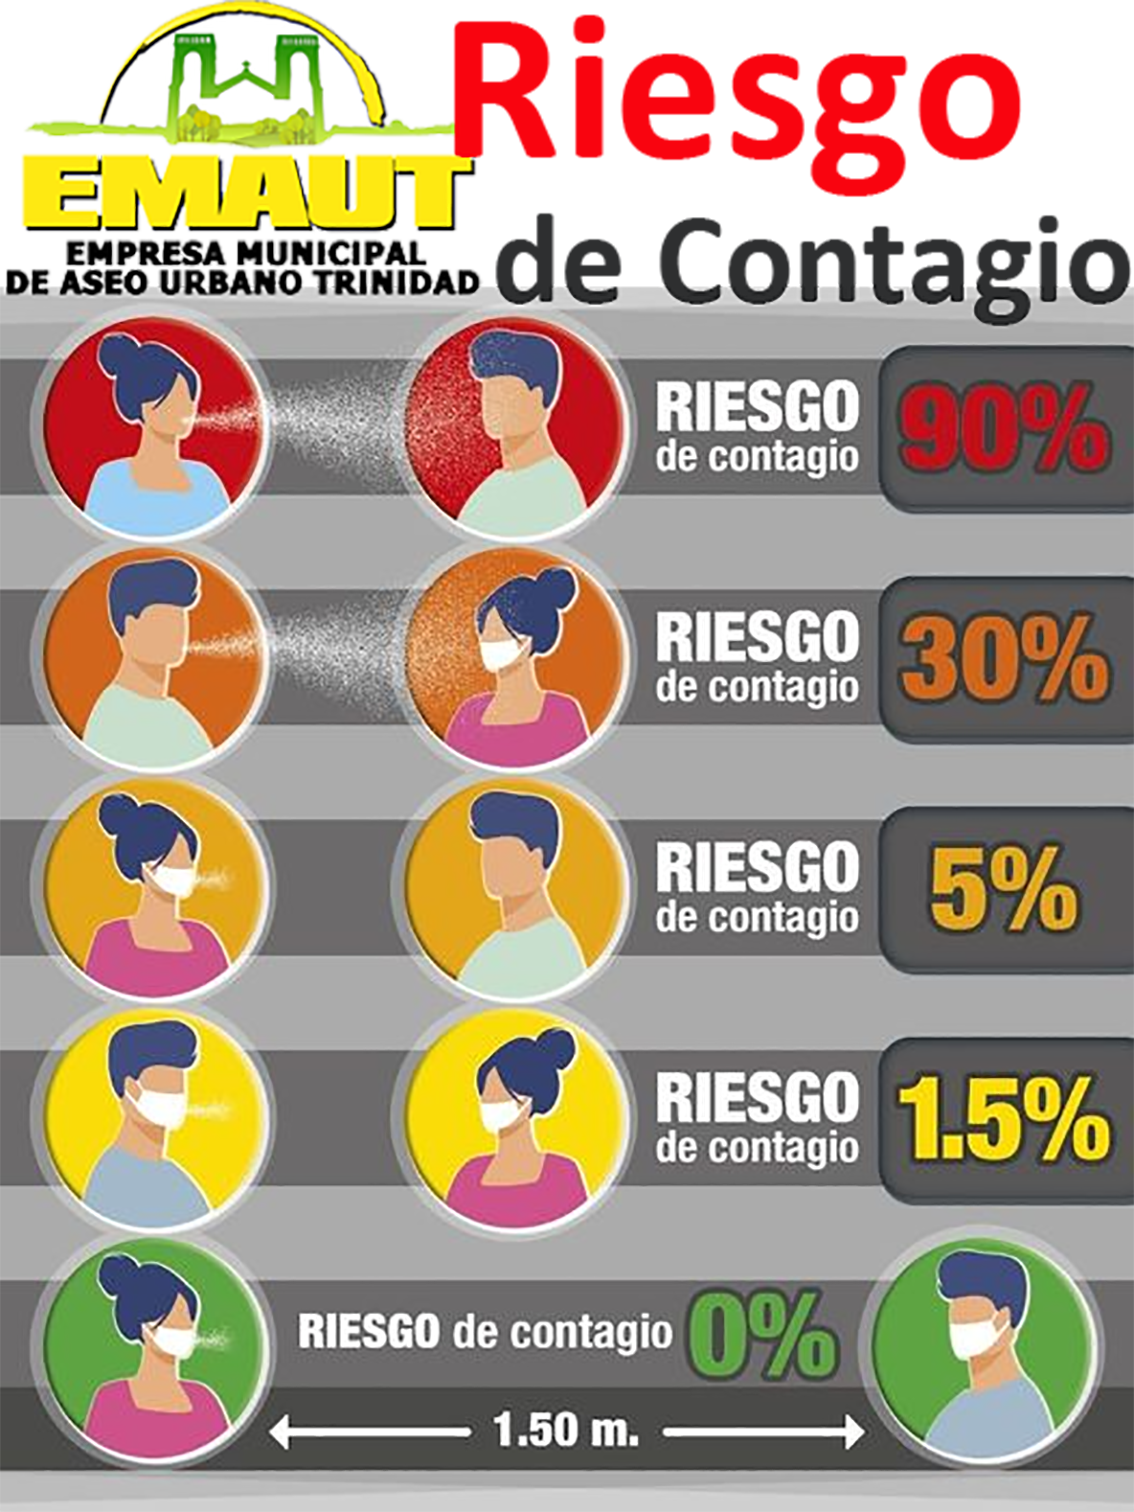 Riesgo
de Contagio
EMAUT
EMPRESA MUNICIPAL
DE ASEO URBANO TRINIDAD
RIESGO
de contagio
90%
RIESGO
de contagio
30%
RIESGO
de contagio
5%
RIESGO
de contagio
1.5%
RIESGO de contagio 0%
1.50 m.